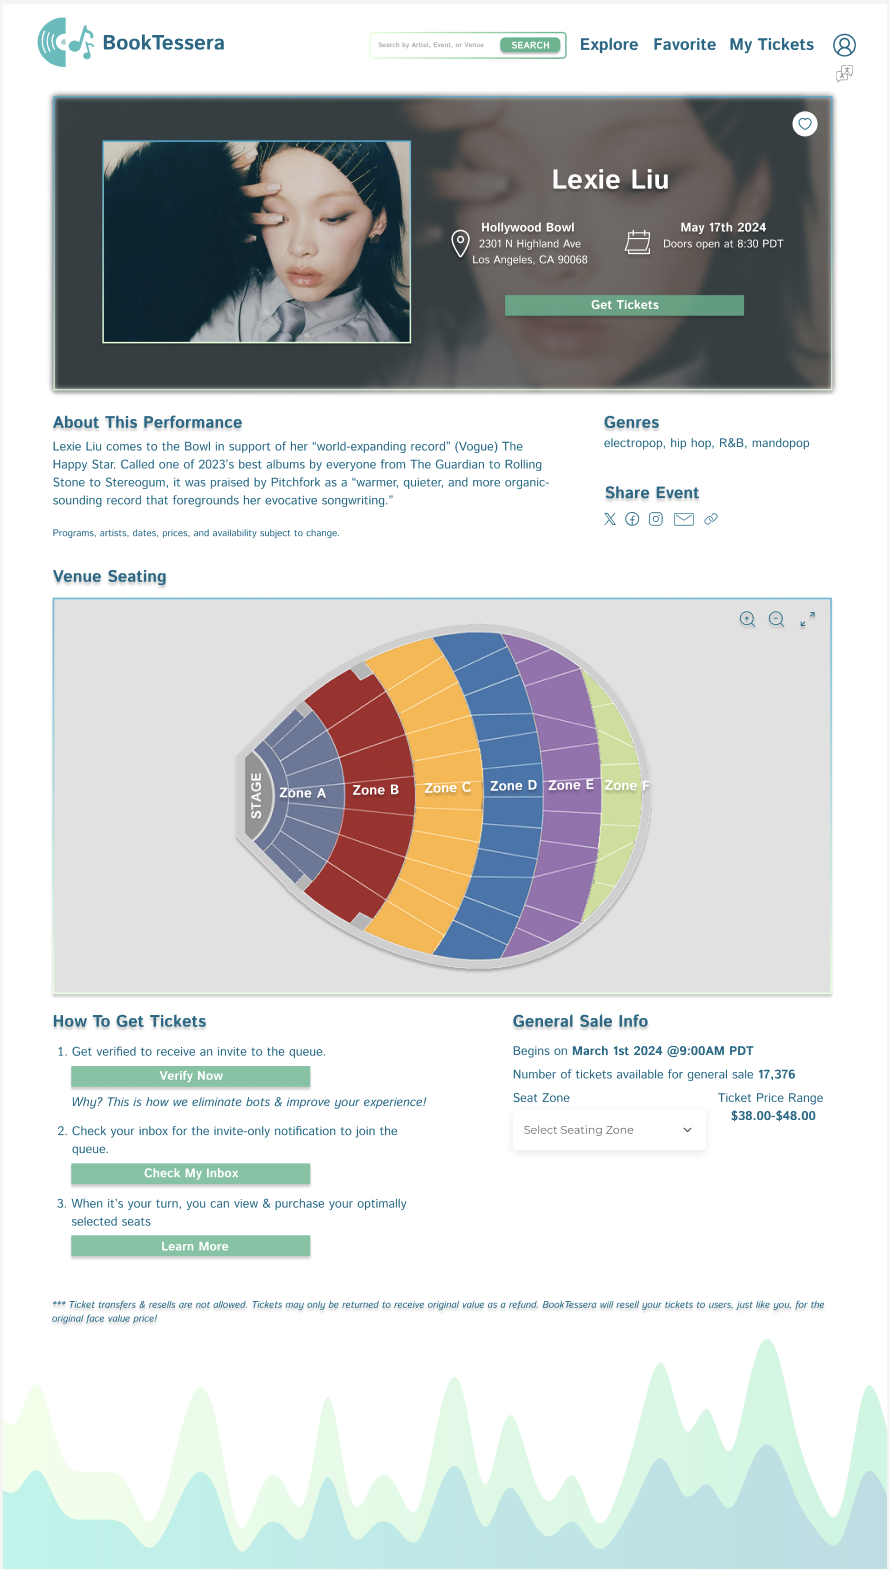 BookTessera
Search by Artist, Event, or Venue
SEARCH
Explore
Favorite
My Tickets
Lexie Liu
Hollywood Bowl
2301 N Highland Ave
Los Angeles, CA 90068
May 17th 2024
Doors open at 8:30 PDT
Get Tickets
About This Performance
Lexie Liu comes to the Bowl in support of her “world-expanding record” (Vogue) The
Happy Star. Called one of 2023’s best albums by everyone from The Guardian to Rolling
Stone to Stereogum, it was praised by Pitchfork as a “warmer, quieter, and more organic-
sounding record that foregrounds her evocative songwriting.”
Programs, artists, dates, prices, and availability subject to change.
Genres
electropop, hip hop, R&B, mandopop
Share Event
Venue Seating
STAGE
Zone A
Zone B
Zone C
Zone D
Zone E
Zone F
How To Get Tickets
1. Get verified to receive an invite to the queue.
Verify Now
Why? This is how we eliminate bots & improve your experience!
2. Check your inbox for the invite-only notification to join the
queue.
Check My Inbox
3. When it’s your turn, you can view & purchase your optimally
selected seats
Learn More
General Sale Info
Begins on March 1st 2024 @9:00AM PDT
Number of tickets available for general sale 17,376
Seat Zone
Select Seating Zone
Ticket Price Range
$38.00-$48.00
*** Ticket transfers & resells are not allowed. Tickets may only be returned to receive original value as a refund. BookTessera will resell your tickets to users, just like you, for the
original face value price!